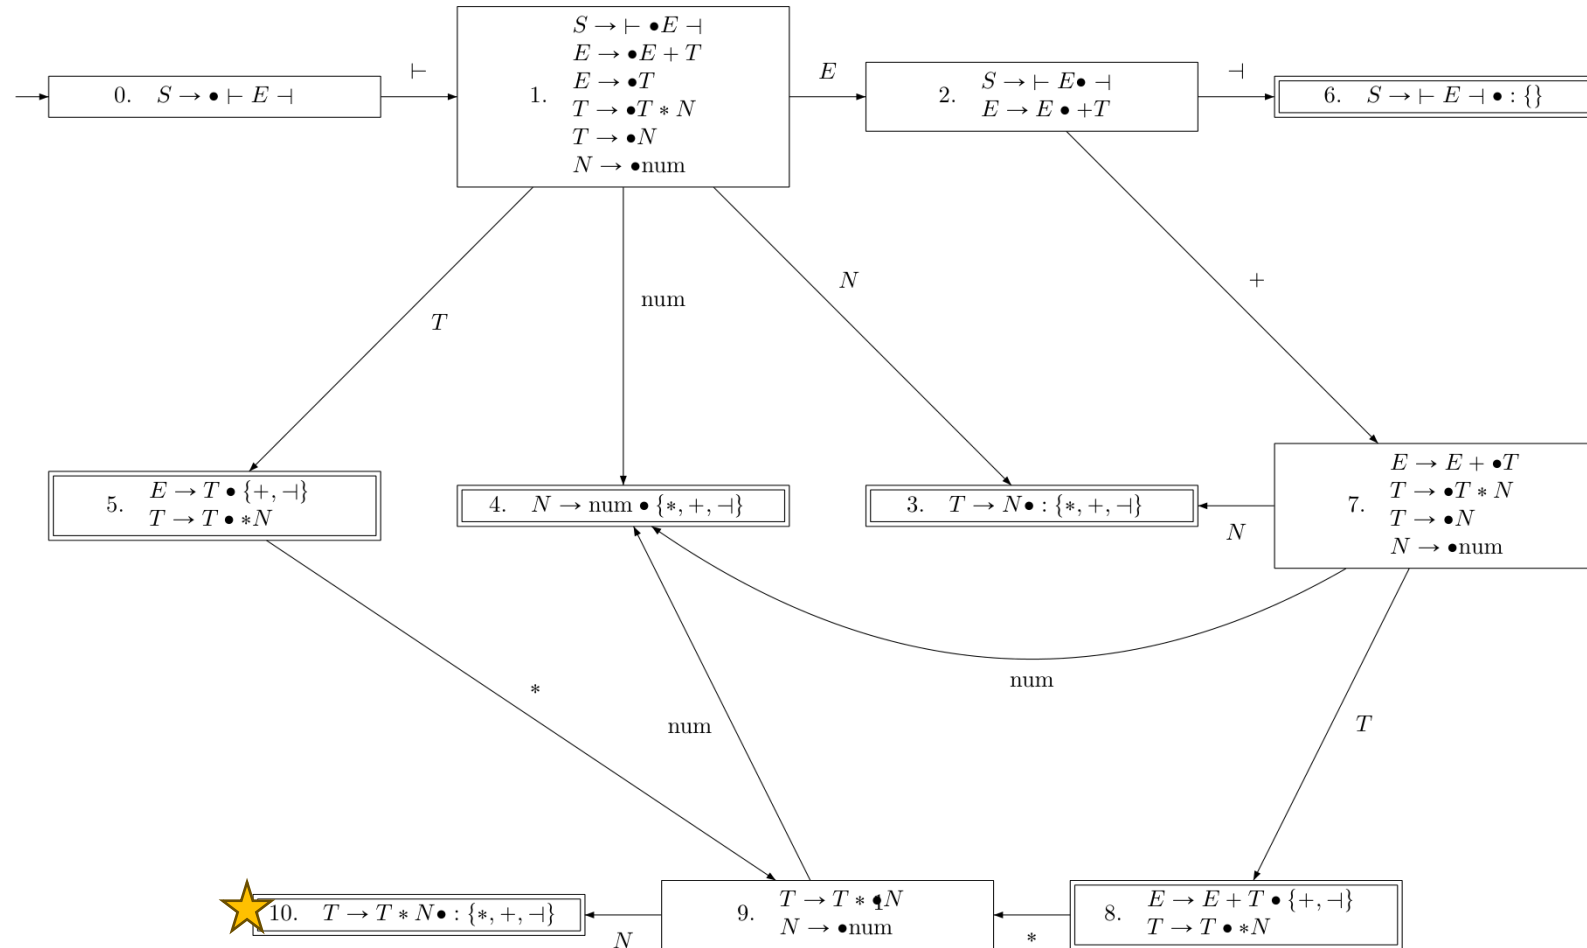 0. S → • ⊢ E ⊣
⊢
1.
S → ⊢ •E ⊣
E → •E + T
E → •T
T → •T ∗ N
T → •N
N → •num
E
2.
S → ⊢ E• ⊣
E → E • +T
⊣
6. S → ⊢ E ⊣ • : {}
T
num
N
+
5.
E → T • {+, ⊣}
T → T • ∗N
4. N → num • {∗, +, ⊣}
3. T → N• : {∗, +, ⊣}
N
7.
E → E + •T
T → •T ∗ N
T → •N
N → •num
∗
num
num
T
10. T → T ∗ N• : {∗, +, ⊣}
N
9.
T → T ∗ •N
N → •num
∗
8.
E → E + T • {+, ⊣}
T → T • ∗N